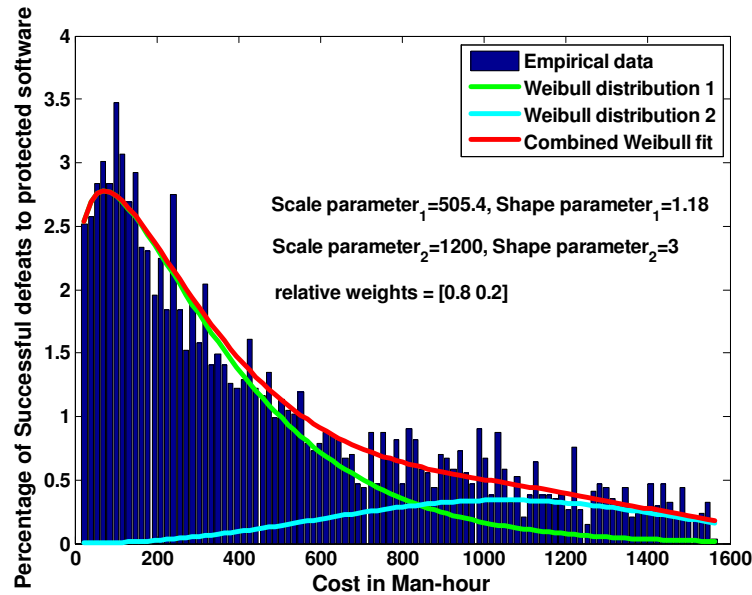 Percentage of Successful defeats to protected software
4
3.5
3
2.5
2
1.5
1
0.5
0
Empirical data
Weibull distribution 1
Weibull distribution 2
Combined Weibull fit
Scale parameter1=505.4, Shape parameter1=1.18
Scale parameter2=1200, Shape parameter2=3
relative weights = [0.8 0.2]
0 200 400 600 800 1000 1200 1400 1600
Cost in Man-hour